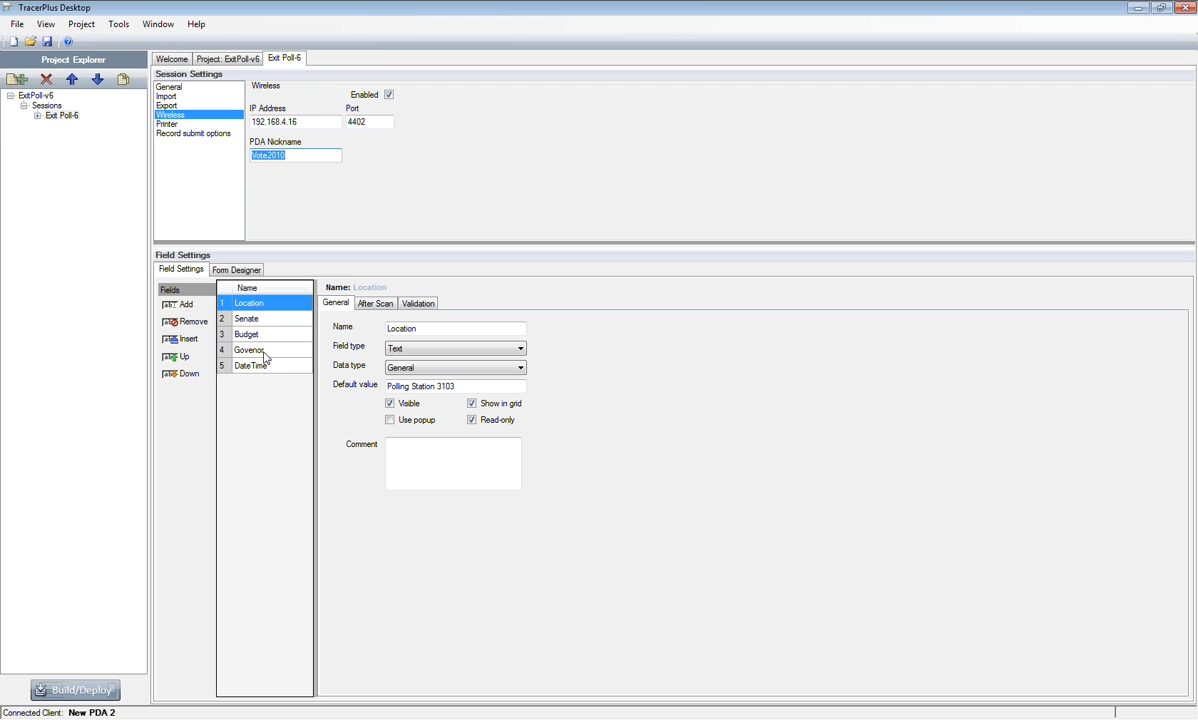 TracerPlus Desktop
File View Project Tools Window Help
Project Explorer
Welcome Project: ExitPoll-v6 Exit Poll-6
Session Settings
ExitPoll-v6
Sessions
Exit Poll-6
General
Import
Export
Wireless
Printer
Record submit options
Wireless
Enabled
IP Address Port
192.168.4.16 4402
PDA Nickname
Vote2010
Field Settings
Field Settings Form Designer
Fields
Add
Remove
Insert
Up
Down
Name
1 Location
2 Senate
3 Budget
4 Govenor
5 DateTime
Name: Location
General After Scan Validation
Name Location
Field type Text
Data type General
Default value Polling Station 3103
Visible Show in grid
Use popup Read-only
Comment
Build/Deploy
Connected Client: New PDA 2